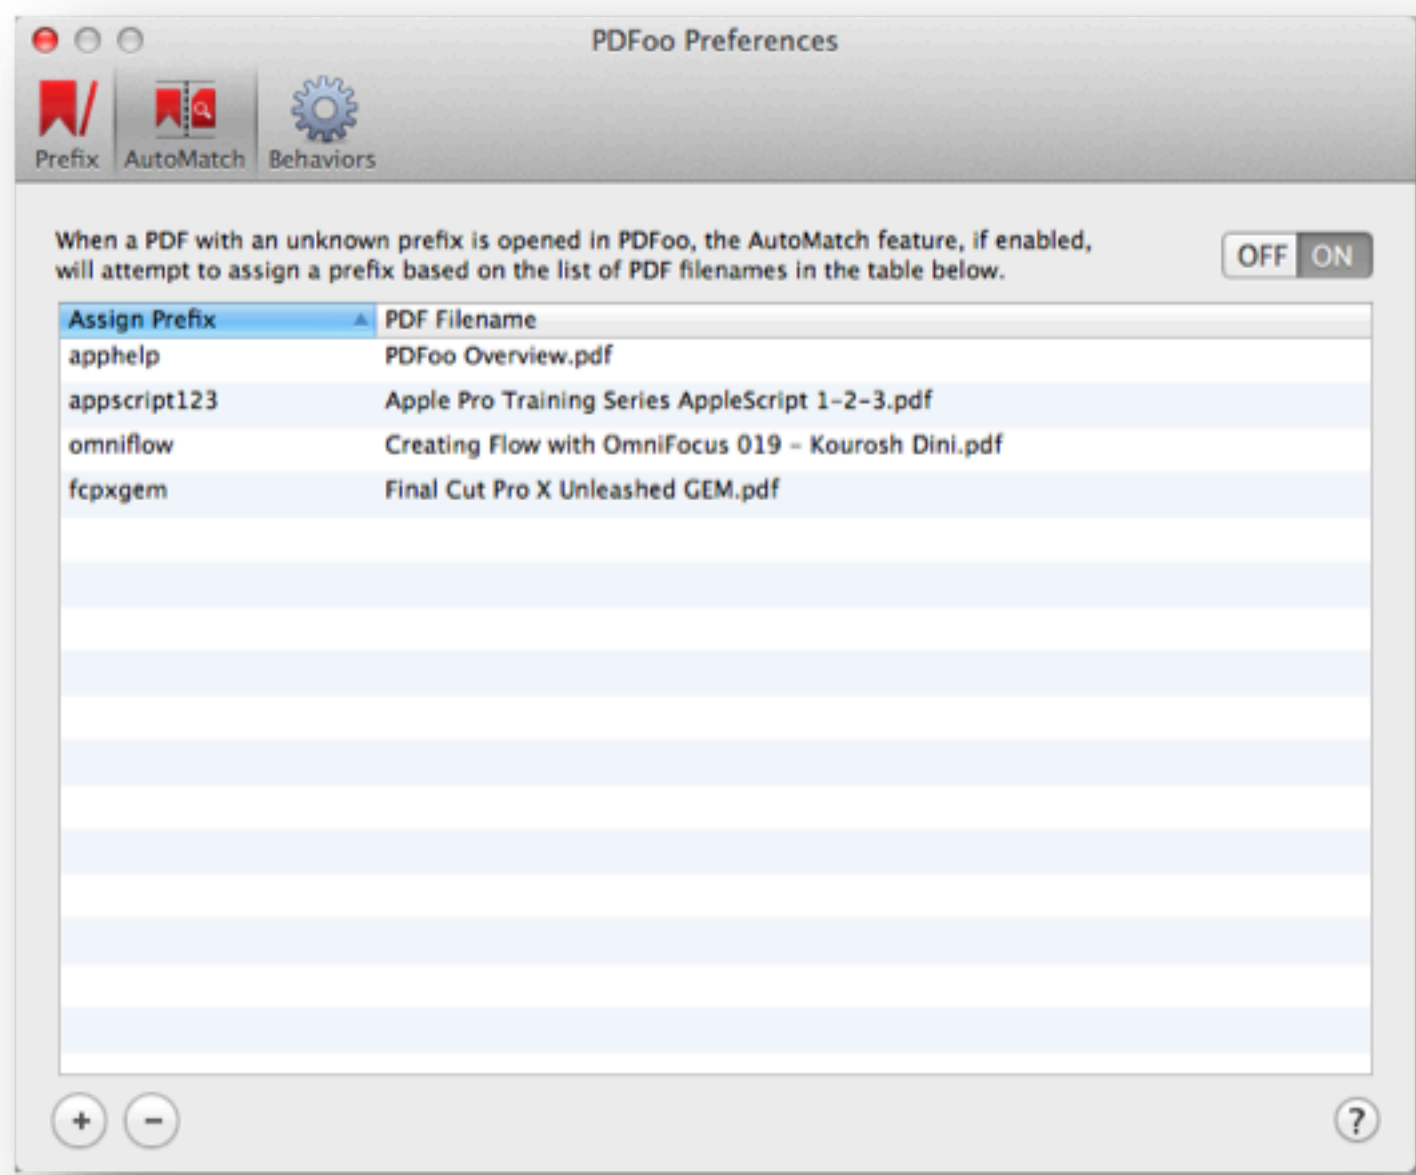 PDFoo Preferences
Prefix AutoMatch Behaviors
When a PDF with an unknown prefix is opened in PDFoo, the AutoMatch feature, if enabled,
will attempt to assign a prefix based on the list of PDF filenames in the table below.
OFF ON
Assign Prefix PDF Filename
apphelp PDFoo Overview.pdf
appscript123 Apple Pro Training Series AppleScript 1-2-3.pdf
omniflow Creating Flow with OmniFocus 019 – Kourosh Dini.pdf
fcpxgem Final Cut Pro X Unleashed GEM.pdf
+ − ?